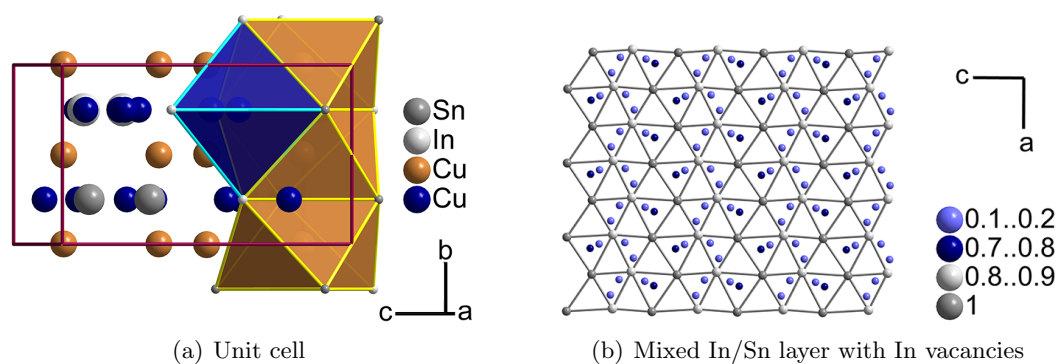 Sn
In
Cu
Cu
b
c
a
c
a
0.1..0.2
0.7..0.8
0.8..0.9
1
(a) Unit cell
(b) Mixed In/Sn layer with In vacancies